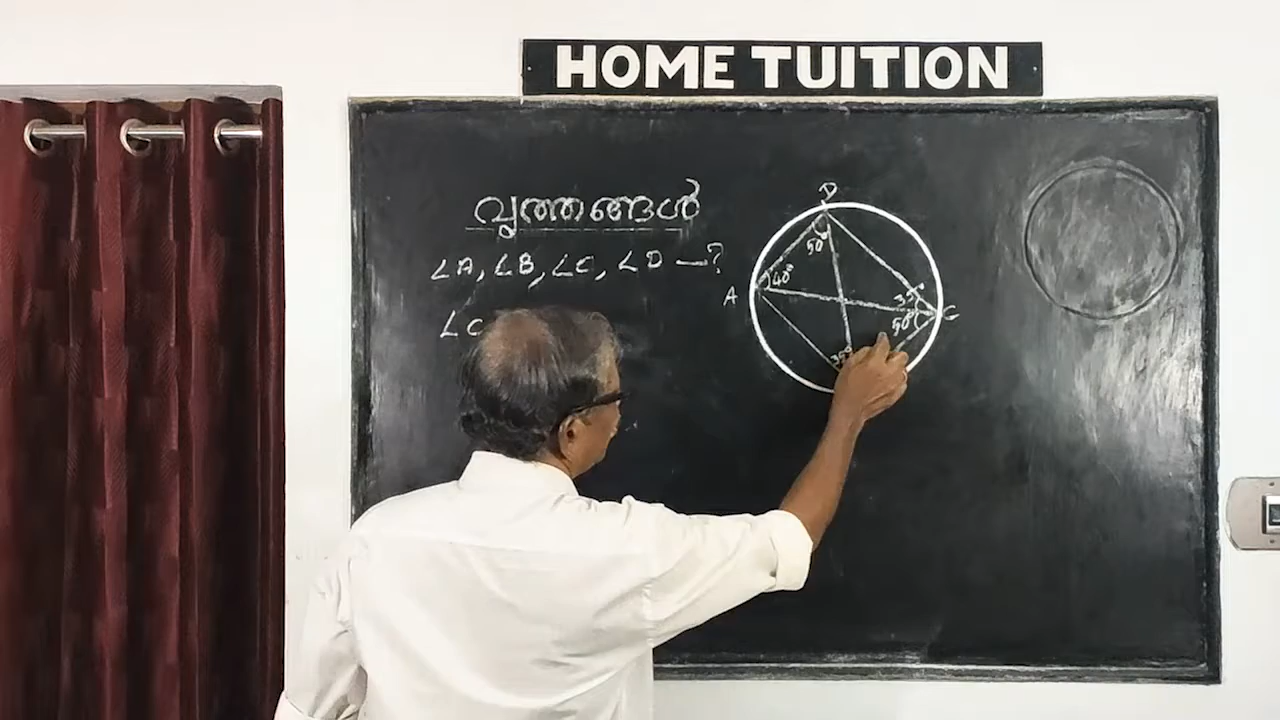 HOME TUITION
വൃത്തങ്ങൾ
∠A, ∠B, ∠C, ∠D — ?
∠C
D
50°
40°
A
35°
C
50°
35°